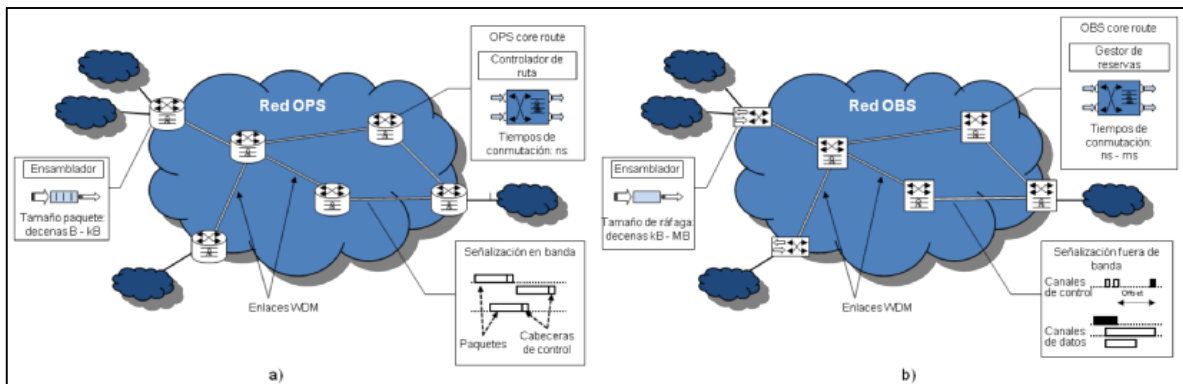 OPS core route
Controlador de
ruta
Tiempos de
conmutación: ns
Red OPS
Ensamblador
Tamaño paquete:
decenas B - kB
Señalización en banda
Paquetes
Cabeceras
de control
Enlaces WDM
a)
OBS core route
Gestor de
reservas
Tiempos de
conmutación:
ns - ms
Red OBS
Ensamblador
Tamaño de ráfaga:
decenas kB - MB
Señalización fuera de
banda
Canales
de control
Offset
Canales
de datos
Enlaces WDM
b)